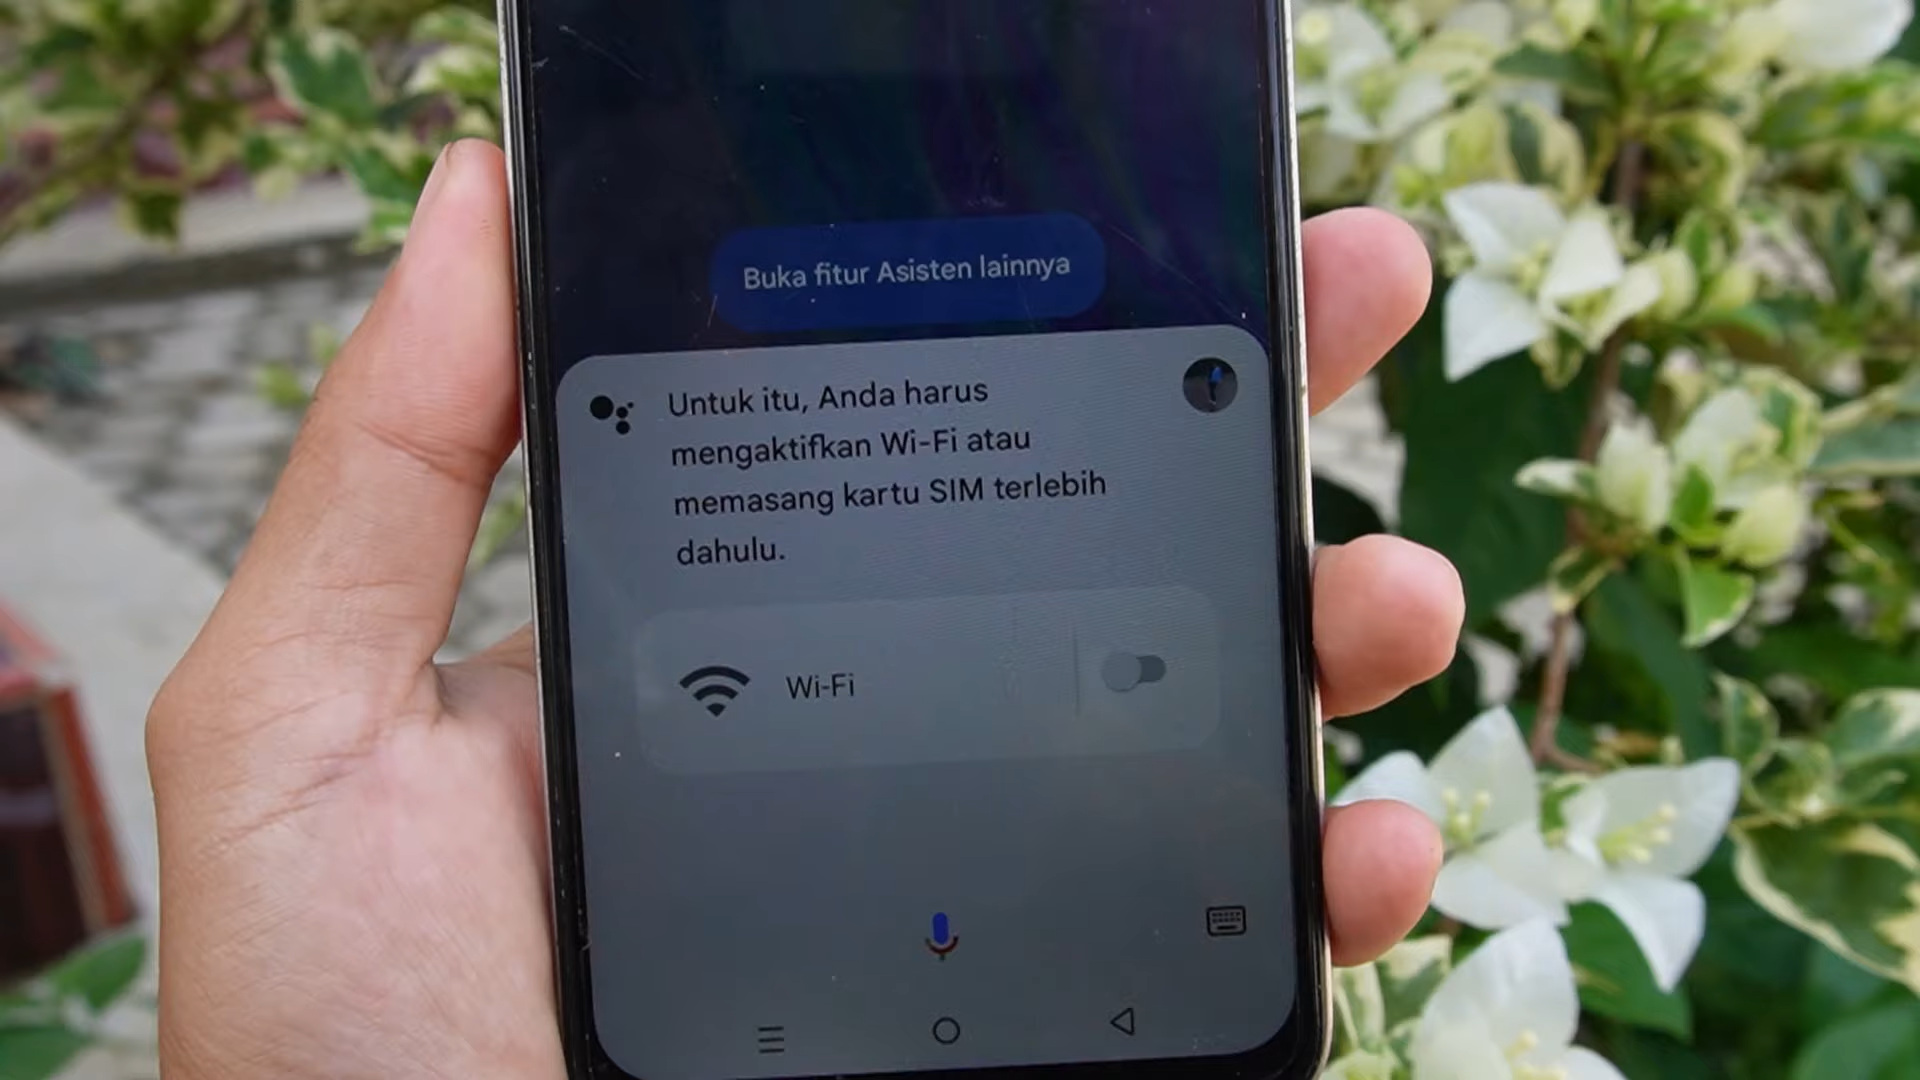 Buka fitur Asisten lainnya
Untuk itu, Anda harus
mengaktifkan Wi-Fi atau
memasang kartu SIM terlebih
dahulu.
Wi-Fi